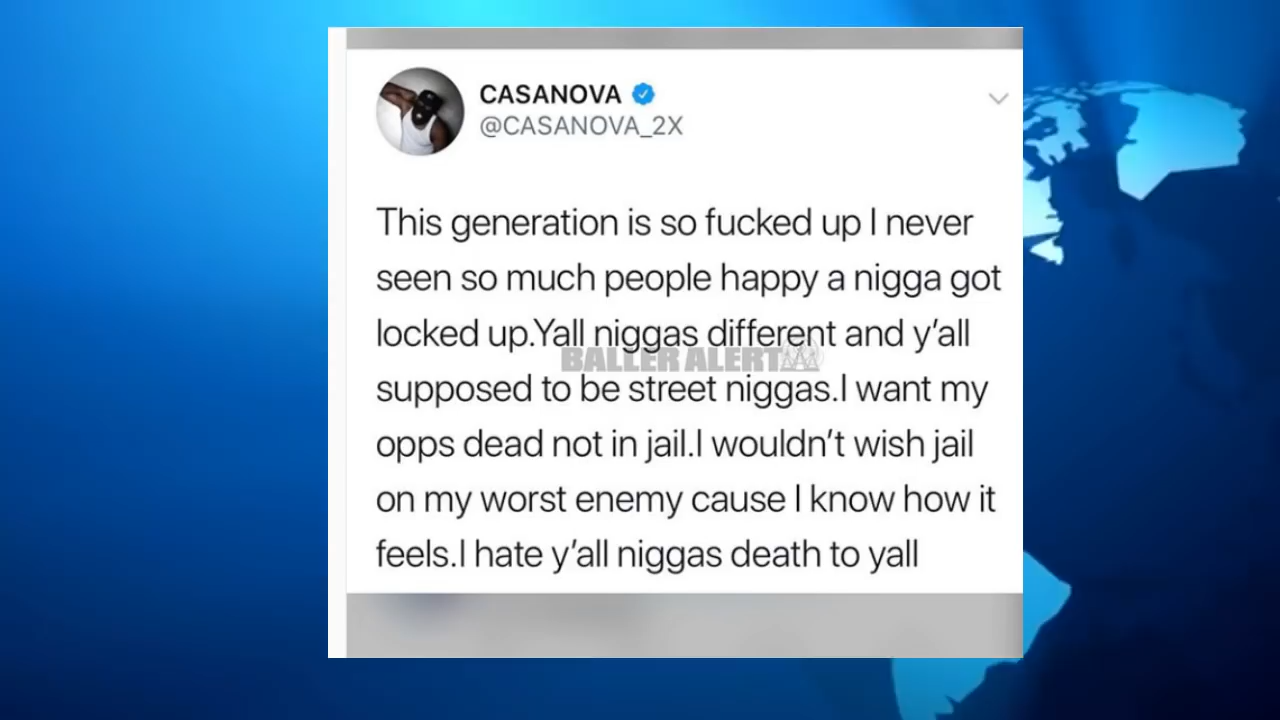 CASANOVA
@CASANOVA_2X
This generation is so fucked up I never
seen so much people happy a nigga got
locked up.Yall niggas different and y’all
BALLER ALERT
supposed to be street niggas.I want my
opps dead not in jail.I wouldn’t wish jail
on my worst enemy cause I know how it
feels.I hate y’all niggas death to yall